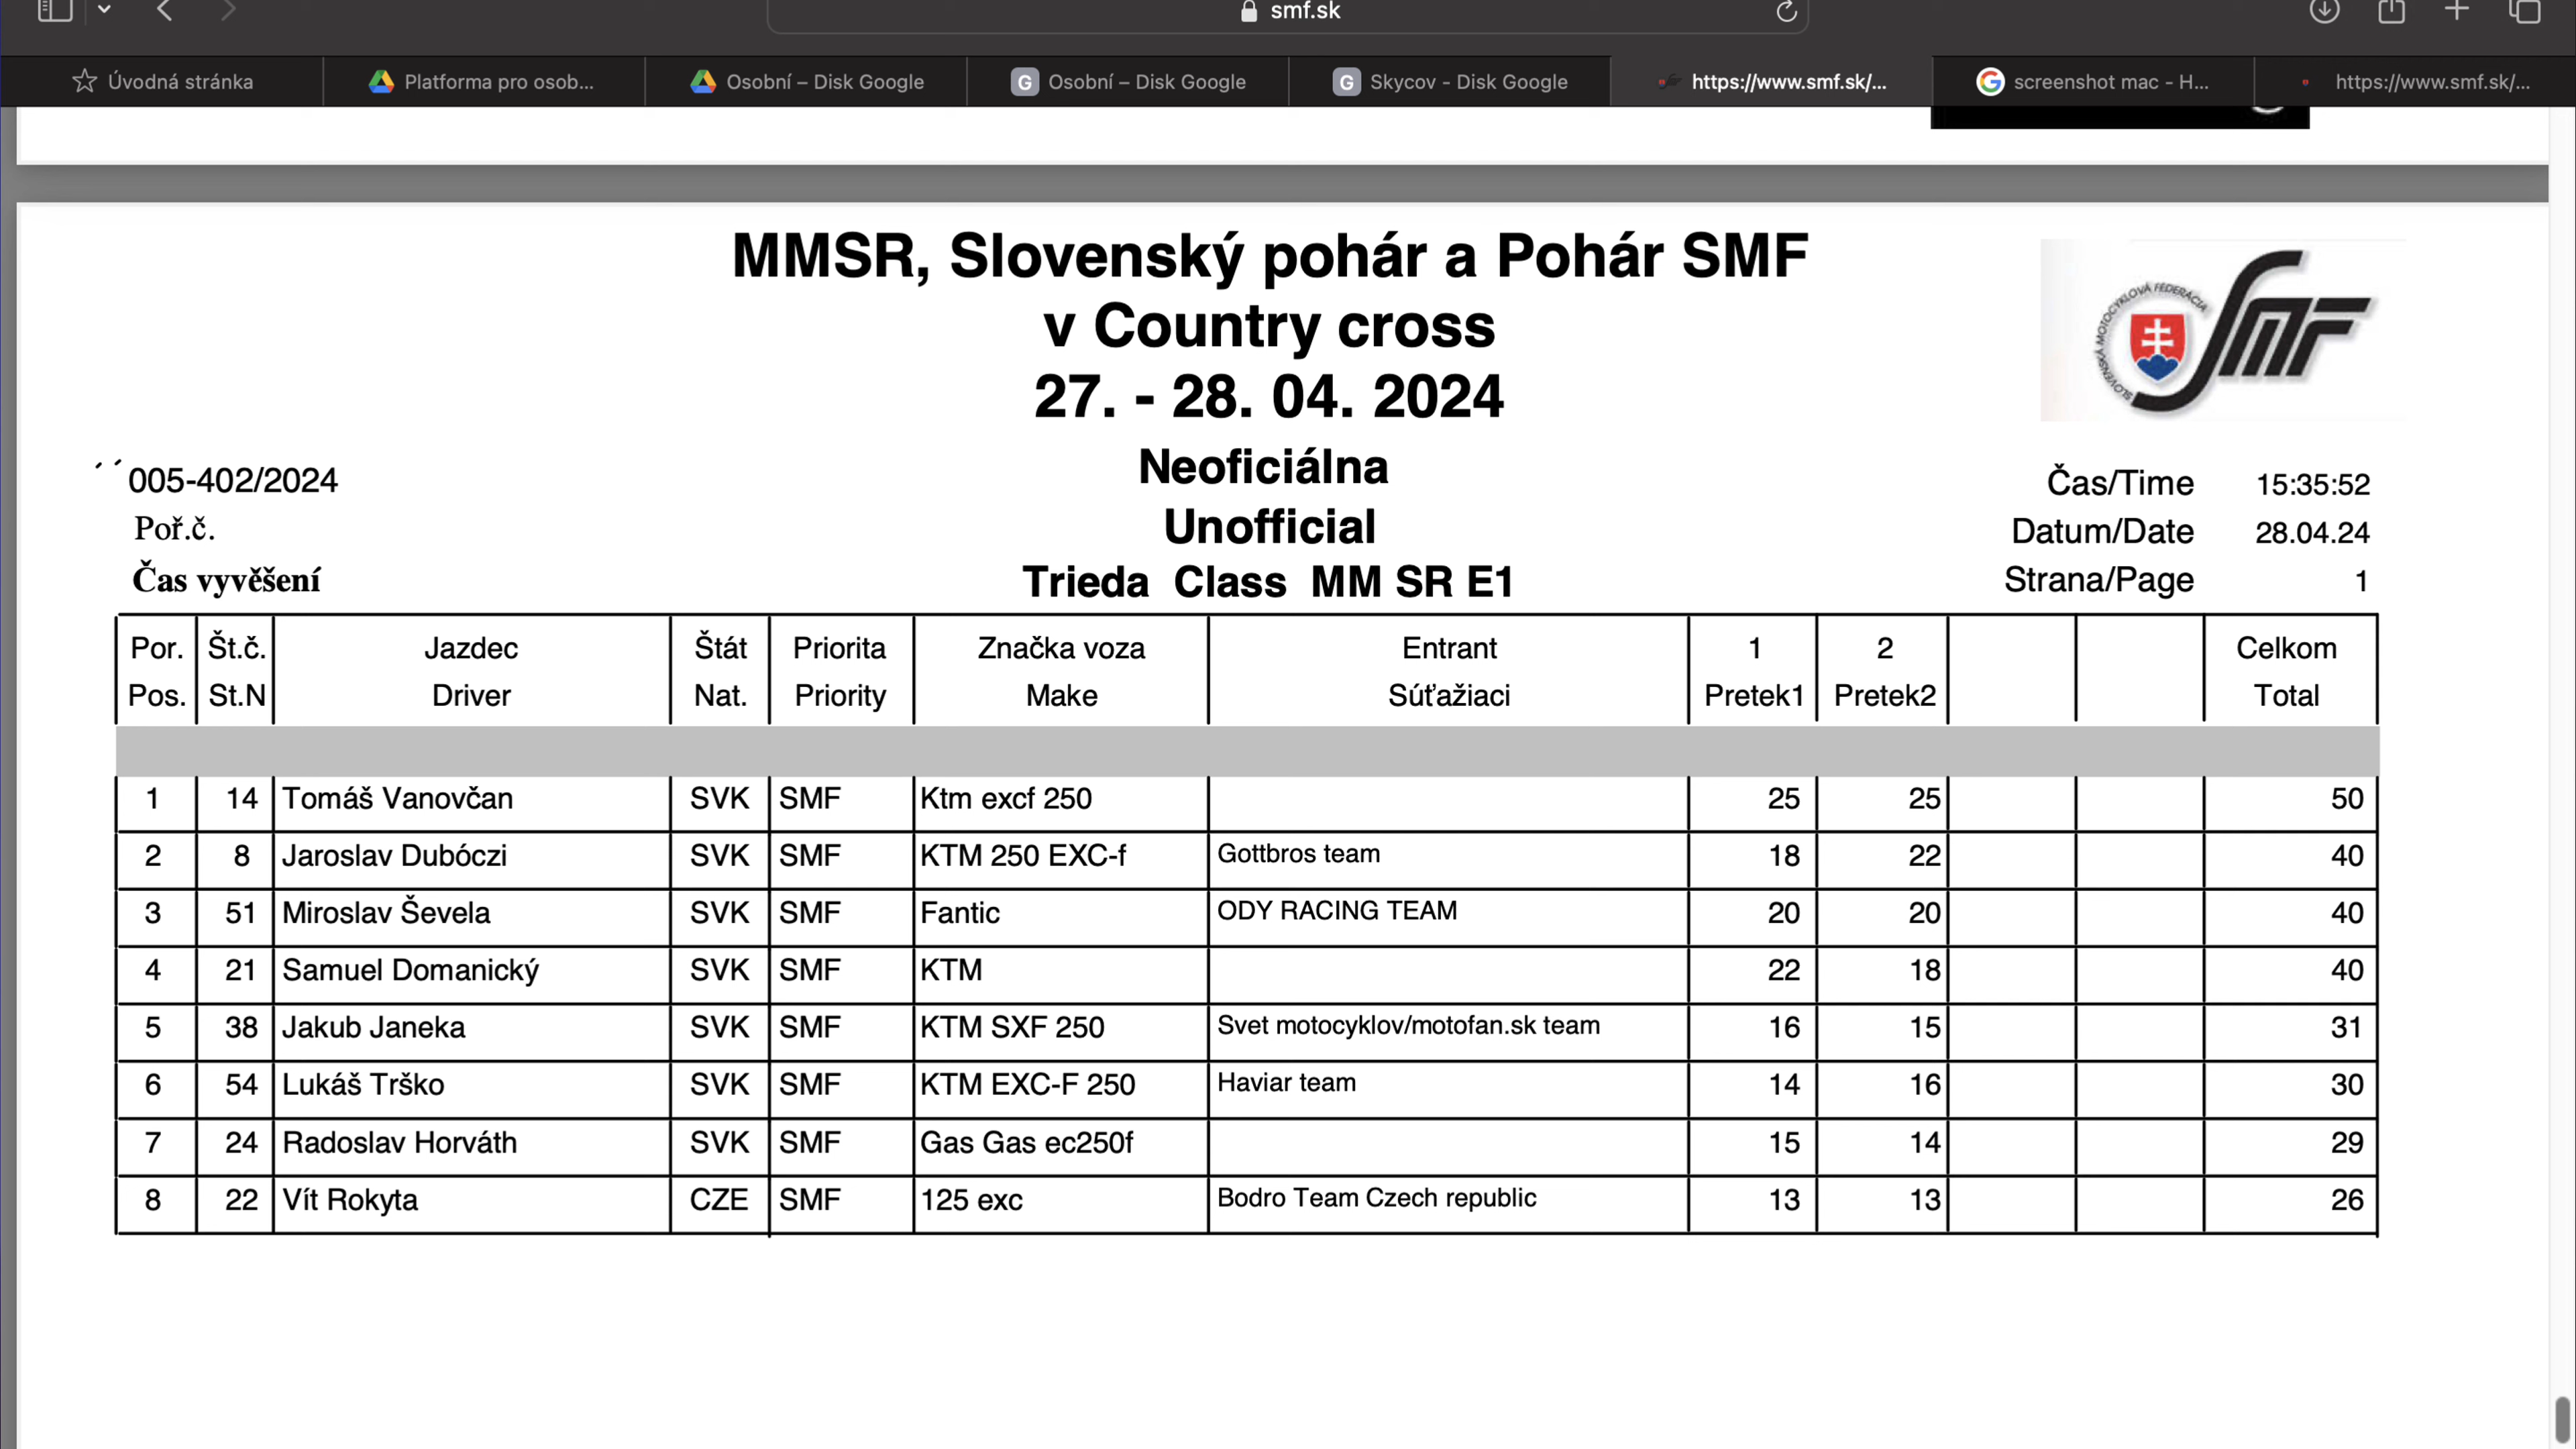 smf.sk
Úvodná stránka Platforma pro osob... Osobní – Disk Google Osobní – Disk Google Skycov - Disk Google https://www.smf.sk/... screenshot mac - H... https://www.smf.sk/...
MMSR, Slovenský pohár a Pohár SMF
v Country cross
27. - 28. 04. 2024
SLOVENSKÁ MOTOCYKLOVÁ FEDERÁCIA
SMF
005-402/2024
Poř.č.
Čas vyvěšení
Neoficiálna
Unofficial
Trieda Class MM SR E1
Čas/Time 15:35:52
Datum/Date 28.04.24
Strana/Page 1
Por. Št.č. Jazdec Štát Priorita Značka voza Entrant 1 2 Celkom
Pos. St.N Driver Nat. Priority Make Súťažiaci Pretek1 Pretek2 Total
1 14 Tomáš Vanovčan SVK SMF Ktm excf 250 25 25 50
2 8 Jaroslav Dubóczi SVK SMF KTM 250 EXC-f Gottbros team 18 22 40
3 51 Miroslav Ševela SVK SMF Fantic ODY RACING TEAM 20 20 40
4 21 Samuel Domanický SVK SMF KTM 22 18 40
5 38 Jakub Janeka SVK SMF KTM SXF 250 Svet motocyklov/motofan.sk team 16 15 31
6 54 Lukáš Trško SVK SMF KTM EXC-F 250 Haviar team 14 16 30
7 24 Radoslav Horváth SVK SMF Gas Gas ec250f 15 14 29
8 22 Vít Rokyta CZE SMF 125 exc Bodro Team Czech republic 13 13 26